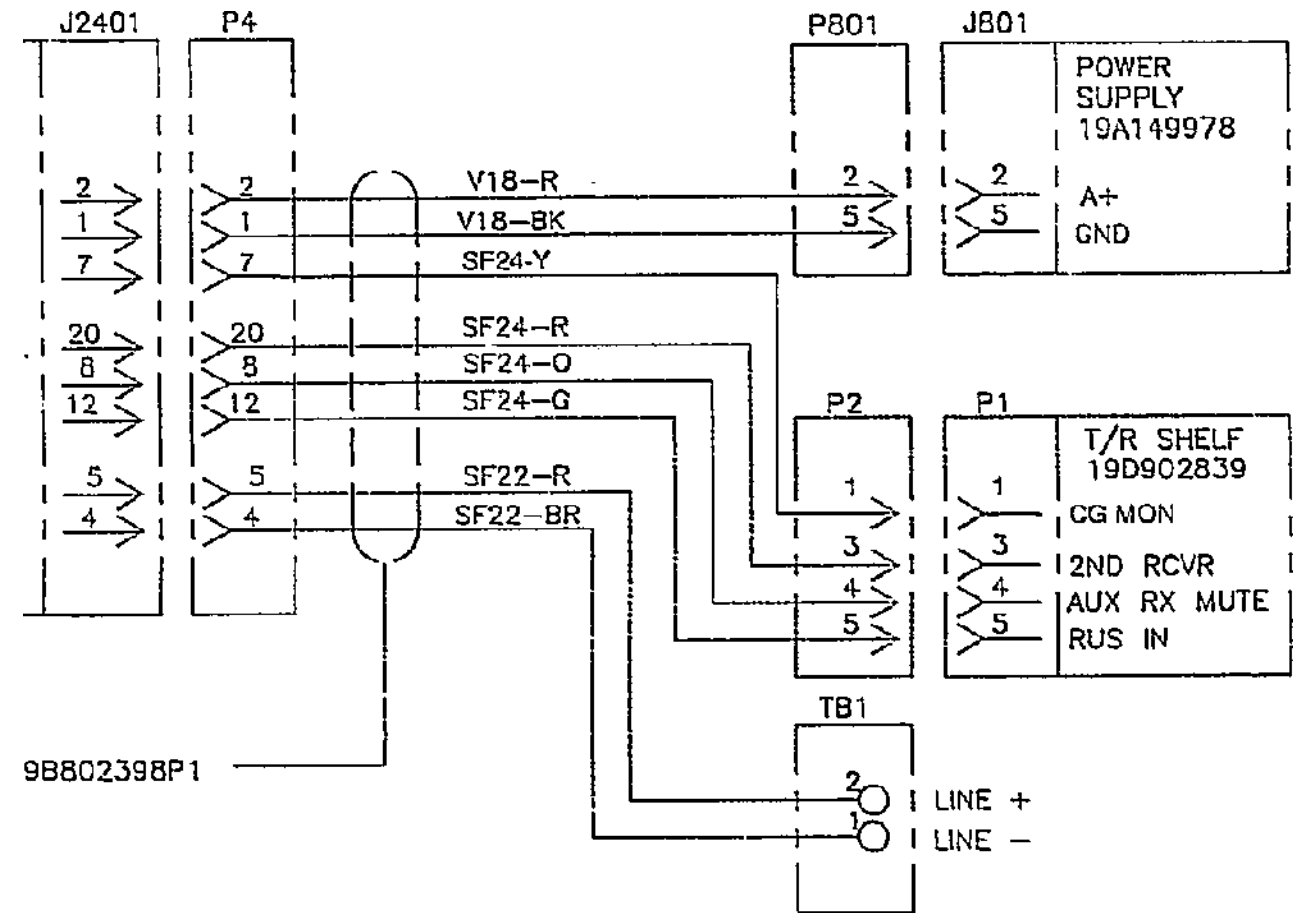 J2401 P4 P801 J801
POWER
SUPPLY
19A149978
2 2 V18-R 2 2 A+
1 1 V18-BK 5 5 GND
7 7 SF24-Y
20 20 SF24-R
8 8 SF24-O
12 12 SF24-G
P2 P1
T/R SHELF
19D902839
5 5 SF22-R
4 4 SF22-BR
1 1 CG MON
3 3 2ND RCVR
4 4 AUX RX MUTE
5 5 RUS IN
TB1
9B802398P1
2 LINE +
1 LINE -